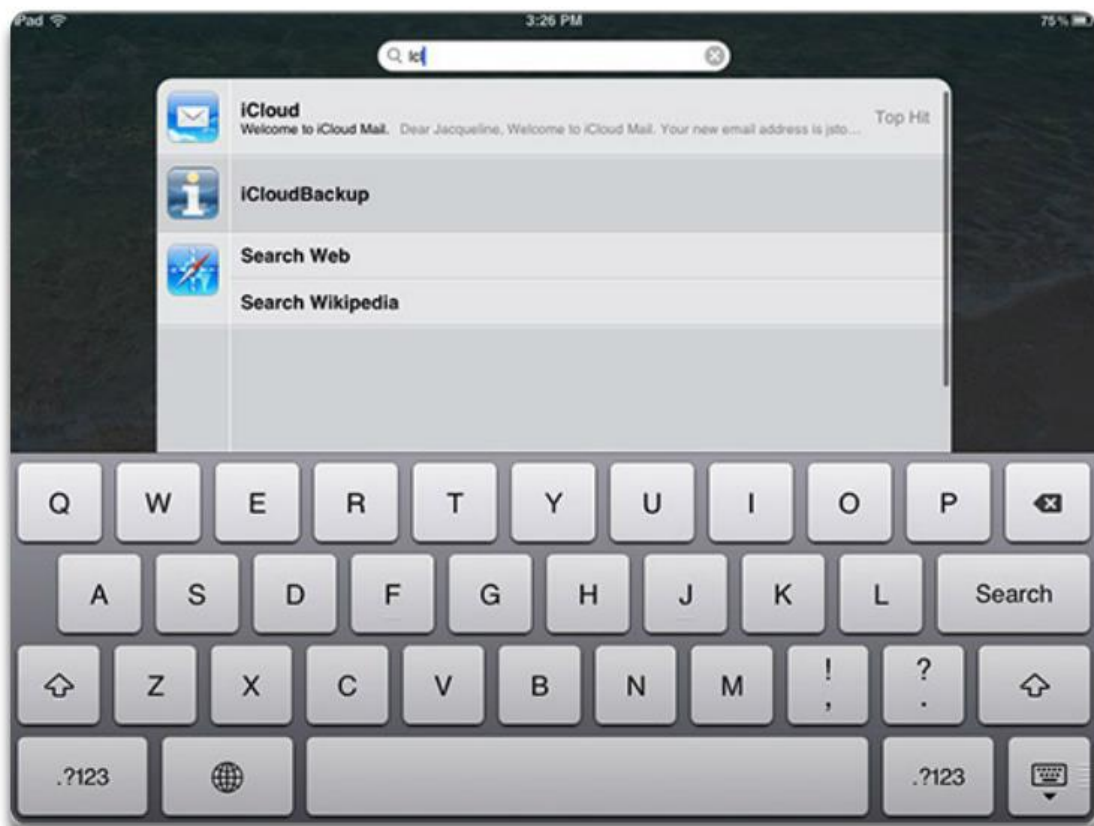 iPad 3:26 PM 75%
Icl
iCloud
Welcome to iCloud Mail. Dear Jacqueline, Welcome to iCloud Mail. Your new email address is jsto... Top Hit
iCloudBackup
Search Web
Search Wikipedia
Q W E R T Y U I O P
A S D F G H J K L Search
Z X C V B N M ! , ? .
.?123 .?123